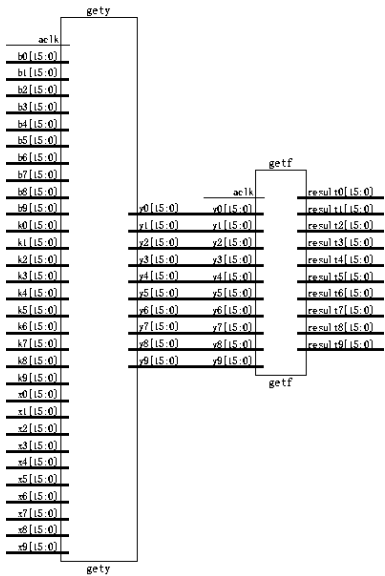 gety
aclk
b0[15:0]
b1[15:0]
b2[15:0]
b3[15:0]
b4[15:0]
b5[15:0]
b6[15:0]
b7[15:0]
b8[15:0]
b9[15:0]
k0[15:0]
k1[15:0]
k2[15:0]
k3[15:0]
k4[15:0]
k5[15:0]
k6[15:0]
k7[15:0]
k8[15:0]
k9[15:0]
x0[15:0]
x1[15:0]
x2[15:0]
x3[15:0]
x4[15:0]
x5[15:0]
x6[15:0]
x7[15:0]
x8[15:0]
x9[15:0]
y0[15:0]
y1[15:0]
y2[15:0]
y3[15:0]
y4[15:0]
y5[15:0]
y6[15:0]
y7[15:0]
y8[15:0]
y9[15:0]
gety
getf
aclk
y0[15:0]
y1[15:0]
y2[15:0]
y3[15:0]
y4[15:0]
y5[15:0]
y6[15:0]
y7[15:0]
y8[15:0]
y9[15:0]
result0[15:0]
result1[15:0]
result2[15:0]
result3[15:0]
result4[15:0]
result5[15:0]
result6[15:0]
result7[15:0]
result8[15:0]
result9[15:0]
getf